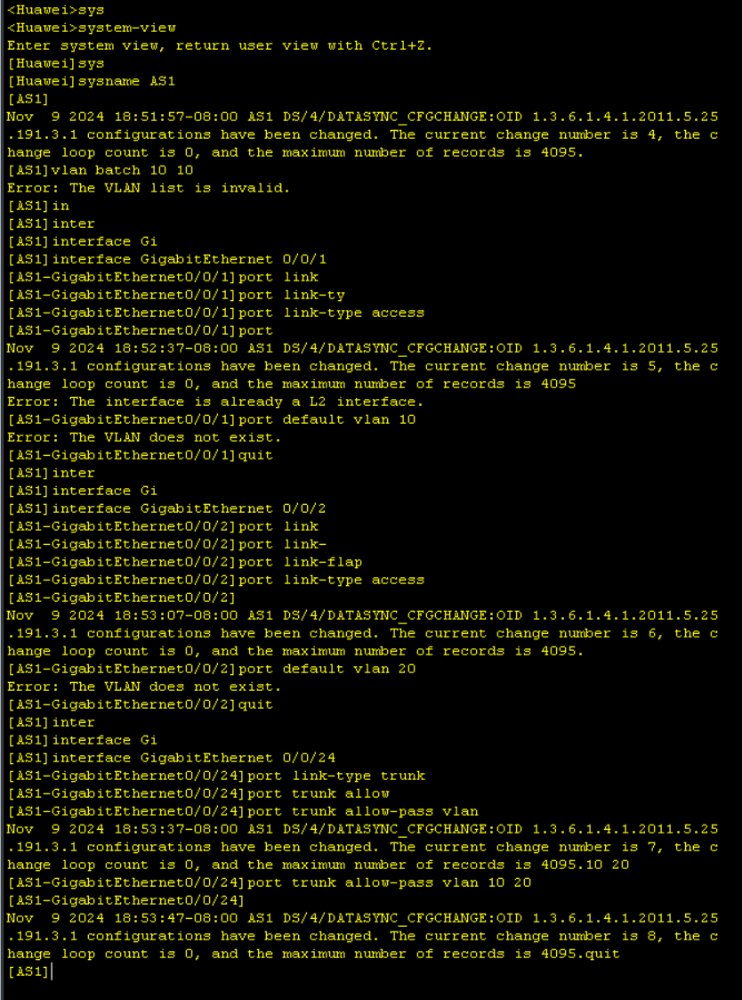 <Huawei>sys
<Huawei>system-view
Enter system view, return user view with Ctrl+Z.
[Huawei]sys
[Huawei]sysname AS1
[AS1]
Nov  9 2024 18:51:57-08:00 AS1 DS/4/DATASYNC_CFGCHANGE:OID 1.3.6.1.4.1.2011.5.25
.191.3.1 configurations have been changed. The current change number is 4, the c
hange loop count is 0, and the maximum number of records is 4095.
[AS1]vlan batch 10 10
Error: The VLAN list is invalid.
[AS1]in
[AS1]inter
[AS1]interface Gi
[AS1]interface GigabitEthernet 0/0/1
[AS1-GigabitEthernet0/0/1]port link
[AS1-GigabitEthernet0/0/1]port link-ty
[AS1-GigabitEthernet0/0/1]port link-type access
[AS1-GigabitEthernet0/0/1]port
Nov  9 2024 18:52:37-08:00 AS1 DS/4/DATASYNC_CFGCHANGE:OID 1.3.6.1.4.1.2011.5.25
.191.3.1 configurations have been changed. The current change number is 5, the c
hange loop count is 0, and the maximum number of records is 4095
Error: The interface is already a L2 interface.
[AS1-GigabitEthernet0/0/1]port default vlan 10
Error: The VLAN does not exist.
[AS1-GigabitEthernet0/0/1]quit
[AS1]inter
[AS1]interface Gi
[AS1]interface GigabitEthernet 0/0/2
[AS1-GigabitEthernet0/0/2]port link
[AS1-GigabitEthernet0/0/2]port link-
[AS1-GigabitEthernet0/0/2]port link-flap
[AS1-GigabitEthernet0/0/2]port link-type access
[AS1-GigabitEthernet0/0/2]
Nov  9 2024 18:53:07-08:00 AS1 DS/4/DATASYNC_CFGCHANGE:OID 1.3.6.1.4.1.2011.5.25
.191.3.1 configurations have been changed. The current change number is 6, the c
hange loop count is 0, and the maximum number of records is 4095.
[AS1-GigabitEthernet0/0/2]port default vlan 20
Error: The VLAN does not exist.
[AS1-GigabitEthernet0/0/2]quit
[AS1]inter
[AS1]interface Gi
[AS1]interface GigabitEthernet 0/0/24
[AS1-GigabitEthernet0/0/24]port link-type trunk
[AS1-GigabitEthernet0/0/24]port trunk allow
[AS1-GigabitEthernet0/0/24]port trunk allow-pass vlan
Nov  9 2024 18:53:37-08:00 AS1 DS/4/DATASYNC_CFGCHANGE:OID 1.3.6.1.4.1.2011.5.25
.191.3.1 configurations have been changed. The current change number is 7, the c
hange loop count is 0, and the maximum number of records is 4095.10 20
[AS1-GigabitEthernet0/0/24]port trunk allow-pass vlan 10 20
[AS1-GigabitEthernet0/0/24]
Nov  9 2024 18:53:47-08:00 AS1 DS/4/DATASYNC_CFGCHANGE:OID 1.3.6.1.4.1.2011.5.25
.191.3.1 configurations have been changed. The current change number is 8, the c
hange loop count is 0, and the maximum number of records is 4095.quit
[AS1]